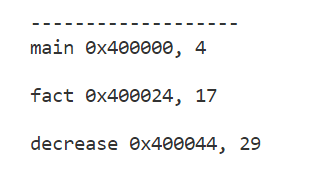 -------------------
main 0x400000, 4
fact 0x400024, 17
decrease 0x400044, 29